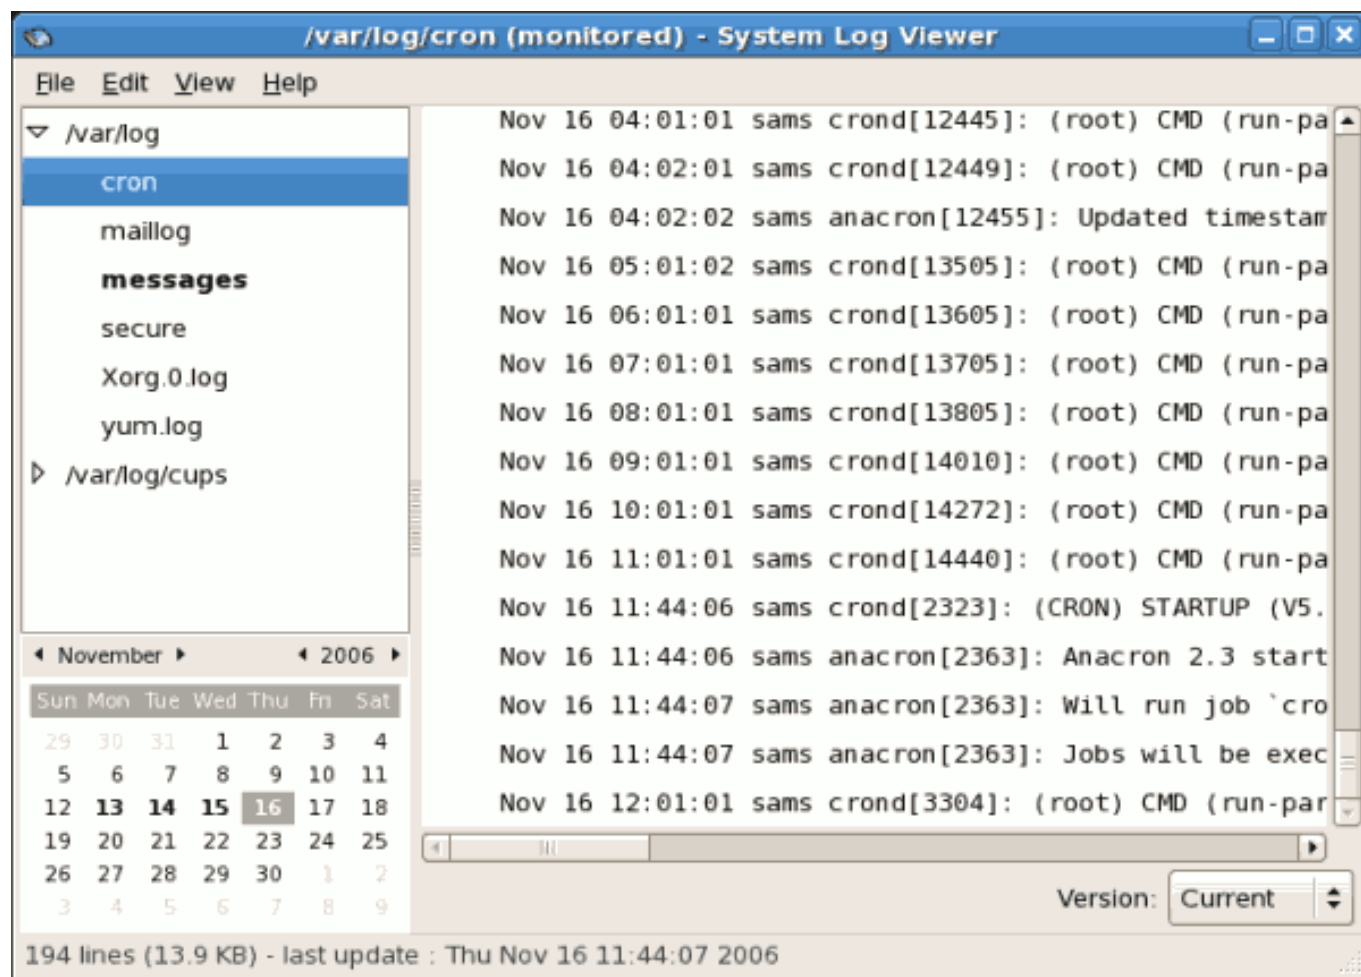 /var/log/cron (monitored) - System Log Viewer
File Edit View Help
/var/log
cron
maillog
messages
secure
Xorg.0.log
yum.log
/var/log/cups
November 2006
Sun Mon Tue Wed Thu Fri Sat
29 30 31 1 2 3 4
5 6 7 8 9 10 11
12 13 14 15 16 17 18
19 20 21 22 23 24 25
26 27 28 29 30 1 2
3 4 5 6 7 8 9
Nov 16 04:01:01 sams crond[12445]: (root) CMD (run-pa
Nov 16 04:02:01 sams crond[12449]: (root) CMD (run-pa
Nov 16 04:02:02 sams anacron[12455]: Updated timestam
Nov 16 05:01:02 sams crond[13505]: (root) CMD (run-pa
Nov 16 06:01:01 sams crond[13605]: (root) CMD (run-pa
Nov 16 07:01:01 sams crond[13705]: (root) CMD (run-pa
Nov 16 08:01:01 sams crond[13805]: (root) CMD (run-pa
Nov 16 09:01:01 sams crond[14010]: (root) CMD (run-pa
Nov 16 10:01:01 sams crond[14272]: (root) CMD (run-pa
Nov 16 11:01:01 sams crond[14440]: (root) CMD (run-pa
Nov 16 11:44:06 sams crond[2323]: (CRON) STARTUP (V5.
Nov 16 11:44:06 sams anacron[2363]: Anacron 2.3 start
Nov 16 11:44:07 sams anacron[2363]: Will run job `cro
Nov 16 11:44:07 sams anacron[2363]: Jobs will be exec
Nov 16 12:01:01 sams crond[3304]: (root) CMD (run-par
Version: Current
194 lines (13.9 KB) - last update : Thu Nov 16 11:44:07 2006